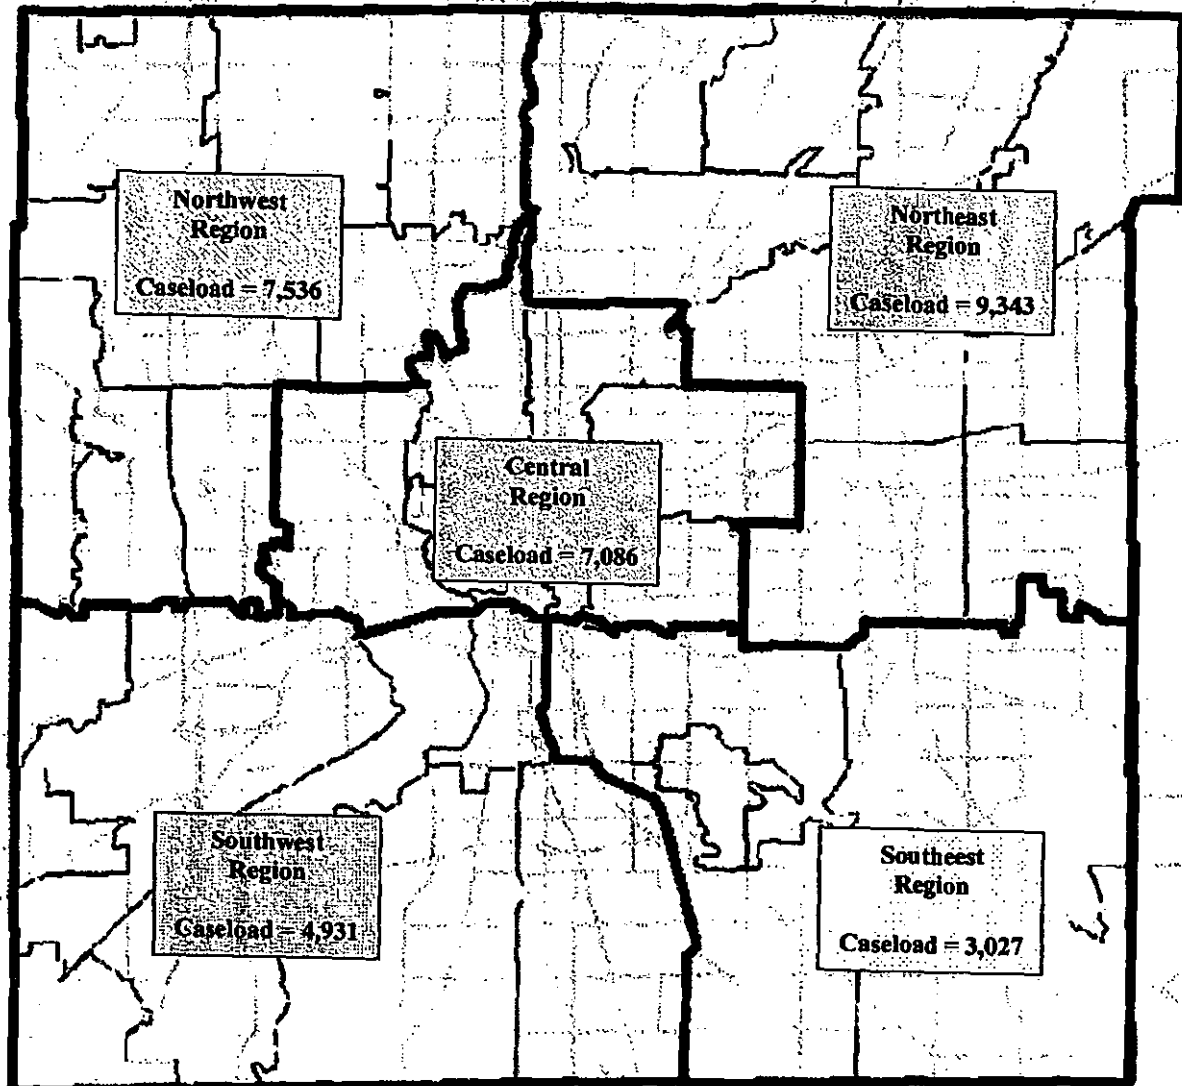 Northwest
Region
Caseload = 7,536
Northeast
Region
Caseload = 9,343
Central
Region
Caseload = 7,086
Southwest
Region
Caseload = 4,931
Southeest
Region
Caseload = 3,027